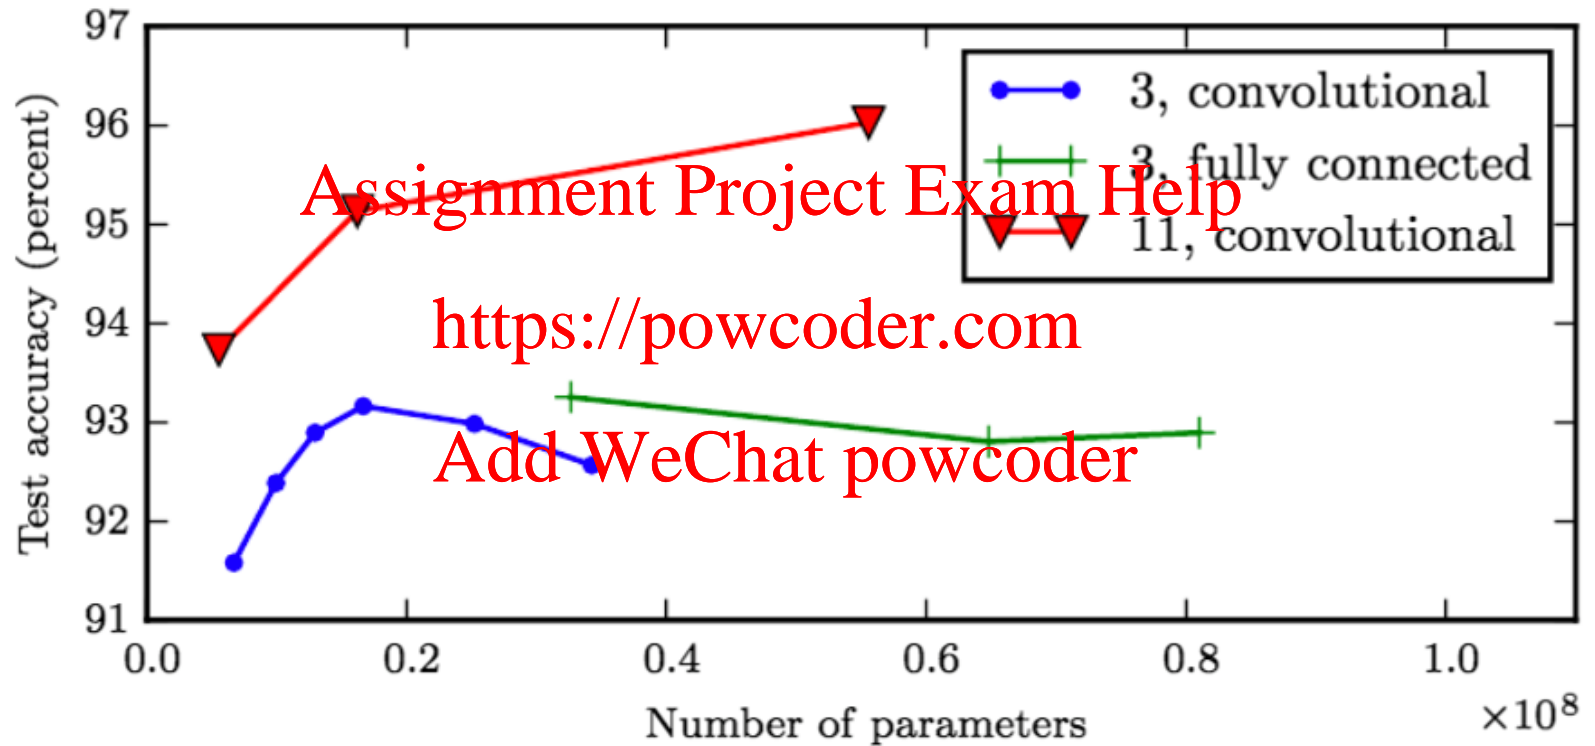 97
96
95
94
93
92
91
Test accuracy (percent)
3, convolutional
3, fully connected
11, convolutional
Assignment Project Exam Help
https://powcoder.com
Add WeChat powcoder
0.0 0.2 0.4 0.6 0.8 1.0
Number of parameters
×10⁸